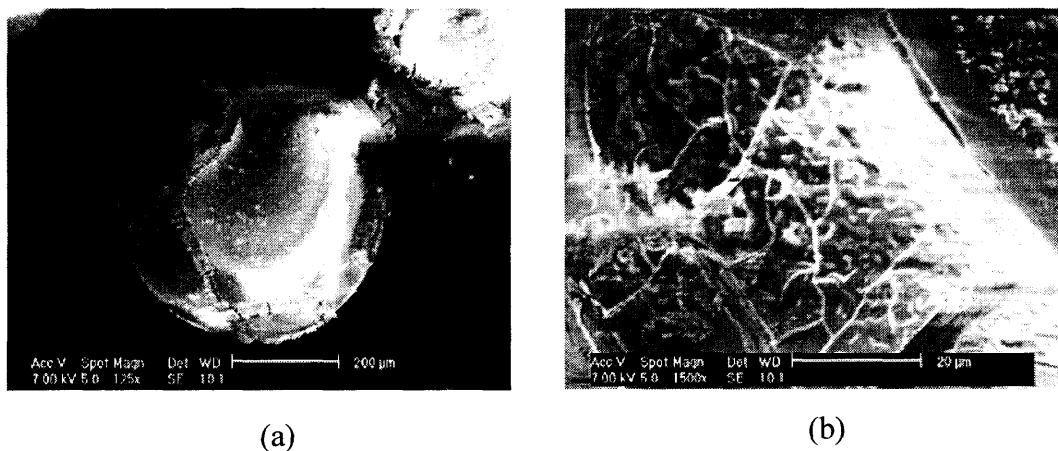 Acc.V Spot Magn Det WD 200 µm
7.00 kV 5.0 125x SE 10.1
Acc.V Spot Magn Det WD 20 µm
7.00 kV 5.0 1500x SE 10.1
(a)
(b)